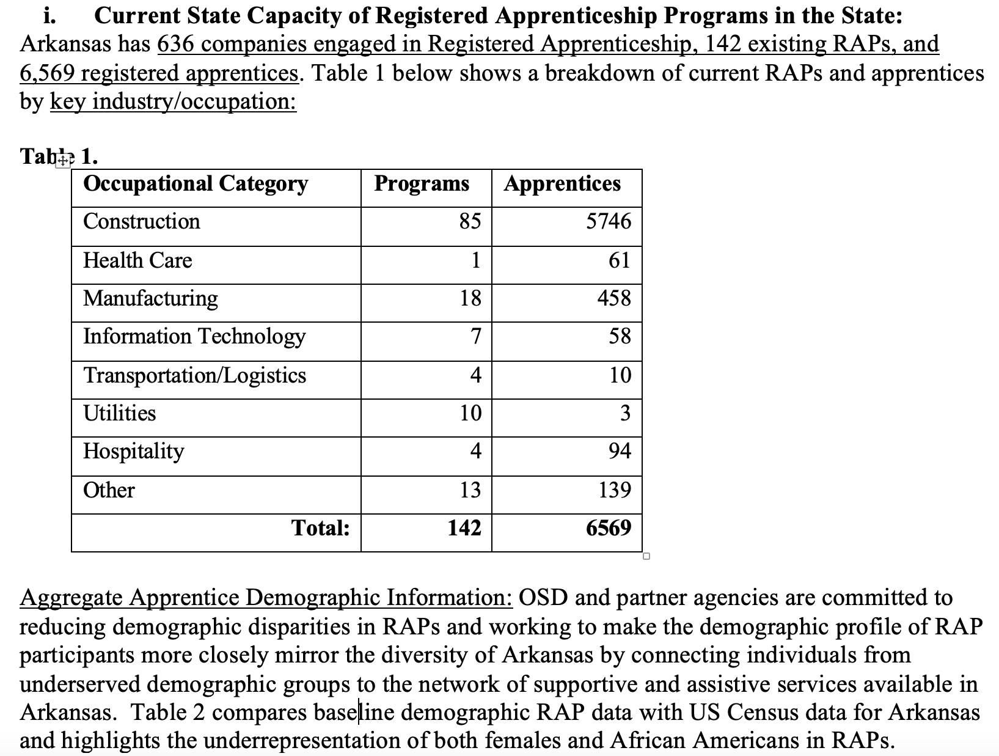 i. Current State Capacity of Registered Apprenticeship Programs in the State:
Arkansas has 636 companies engaged in Registered Apprenticeship, 142 existing RAPs, and
6,569 registered apprentices. Table 1 below shows a breakdown of current RAPs and apprentices
by key industry/occupation:
Table 1.
Occupational Category Programs Apprentices
Construction 85 5746
Health Care 1 61
Manufacturing 18 458
Information Technology 7 58
Transportation/Logistics 4 10
Utilities 10 3
Hospitality 4 94
Other 13 139
Total: 142 6569
Aggregate Apprentice Demographic Information: OSD and partner agencies are committed to
reducing demographic disparities in RAPs and working to make the demographic profile of RAP
participants more closely mirror the diversity of Arkansas by connecting individuals from
underserved demographic groups to the network of supportive and assistive services available in
Arkansas.  Table 2 compares baseline demographic RAP data with US Census data for Arkansas
and highlights the underrepresentation of both females and African Americans in RAPs.